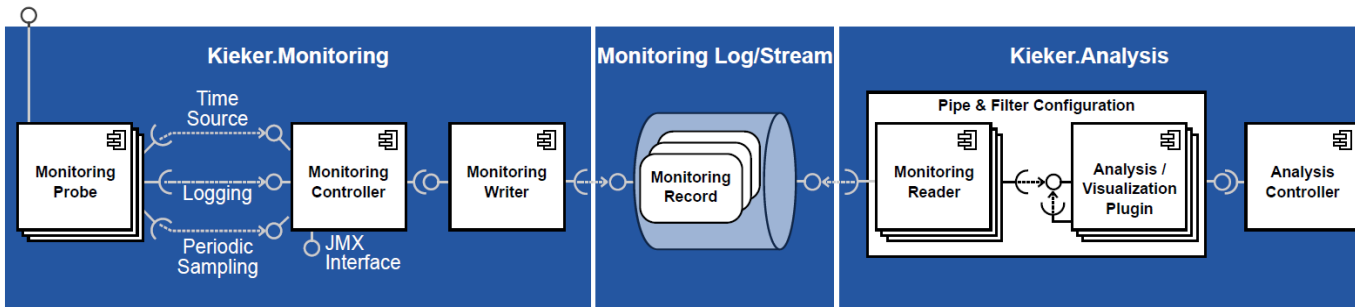 Kieker.Monitoring
Time
Source
Monitoring
Probe
Logging
Periodic
Sampling
Monitoring
Controller
JMX
Interface
Monitoring
Writer
Monitoring Log/Stream
Monitoring
Record
Kieker.Analysis
Pipe & Filter Configuration
Monitoring
Reader
Analysis /
Visualization
Plugin
Analysis
Controller